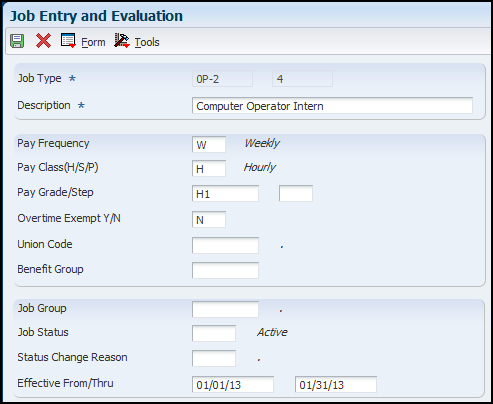 Job Entry and Evaluation
Form Tools
Job Type * 0P-2 4
Description * Computer Operator Intern
Pay Frequency W Weekly
Pay Class(H/S/P) H Hourly
Pay Grade/Step H1
Overtime Exempt Y/N N
Union Code .
Benefit Group
Job Group .
Job Status Active
Status Change Reason .
Effective From/Thru 01/01/13 01/31/13